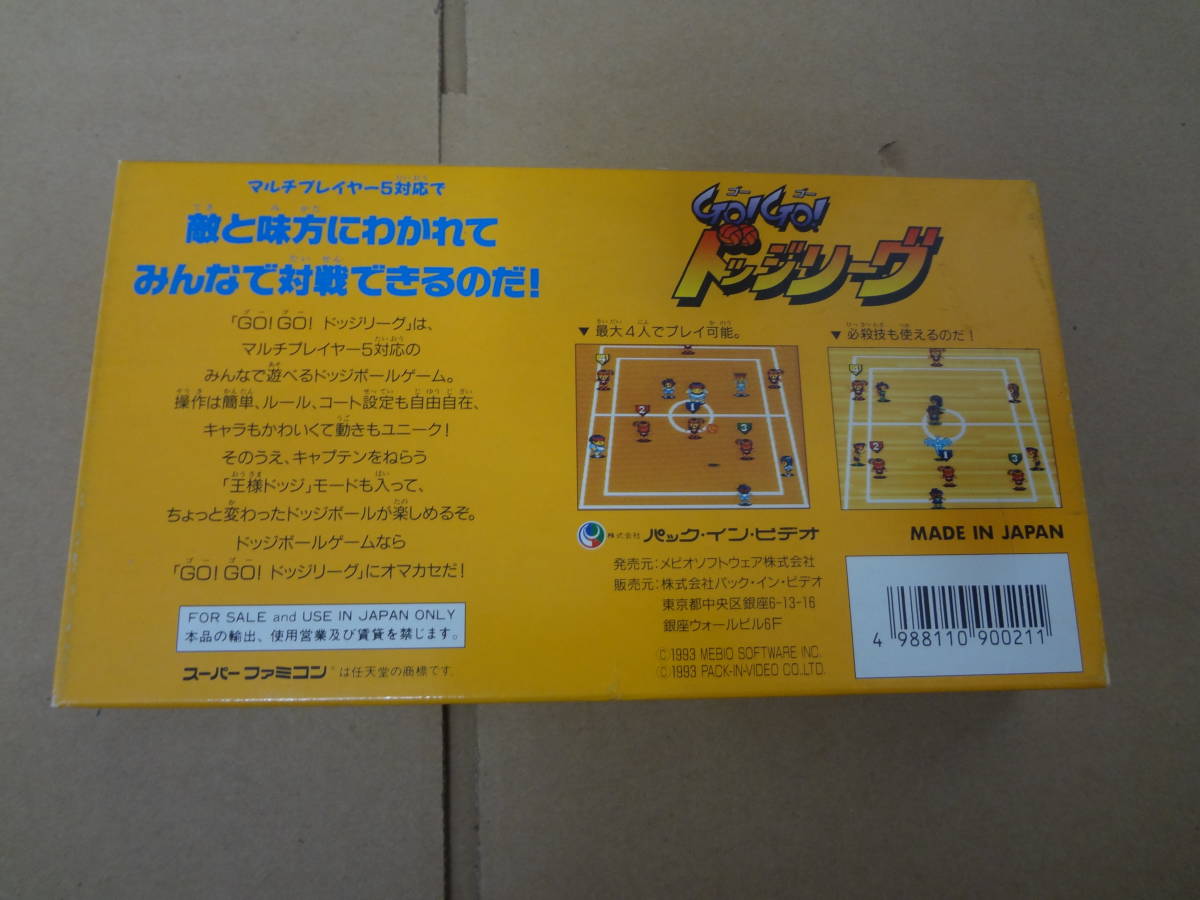 マルチプレイヤー5対応で
敵と味方にわかれて
みんなで対戦できるのだ!
「GO!GO! ドッジリーグ」は、
マルチプレイヤー5対応の
みんなで遊べるドッジボールゲーム。
操作は簡単、ルール、コート設定も自由自在、
キャラもかわいくて動きもユニーク!
そのうえ、キャプテンをねらう
「王様ドッジ」モードも入って、
ちょっと変わったドッジボールが楽しめるぞ。
ドッジボールゲームなら
「GO!GO! ドッジリーグ」にオマカセだ!
FOR SALE and USE IN JAPAN ONLY
本品の輸出、使用営業及び賃貸を禁じます。
スーパーファミコン®は任天堂の商標です。
GO!GO!
ドッジリーグ
▼最大4人でプレイ可能。
▼必殺技も使えるのだ!
株式会社 パック・イン・ビデオ
MADE IN JAPAN
発売元:メビオソフトウェア株式会社
販売元:株式会社パック・イン・ビデオ
東京都中央区銀座6-13-16
銀座ウォールビル6F
©1993 MEBIO SOFTWARE INC.
©1993 PACK-IN-VIDEO CO.,LTD.
4 988110 900211